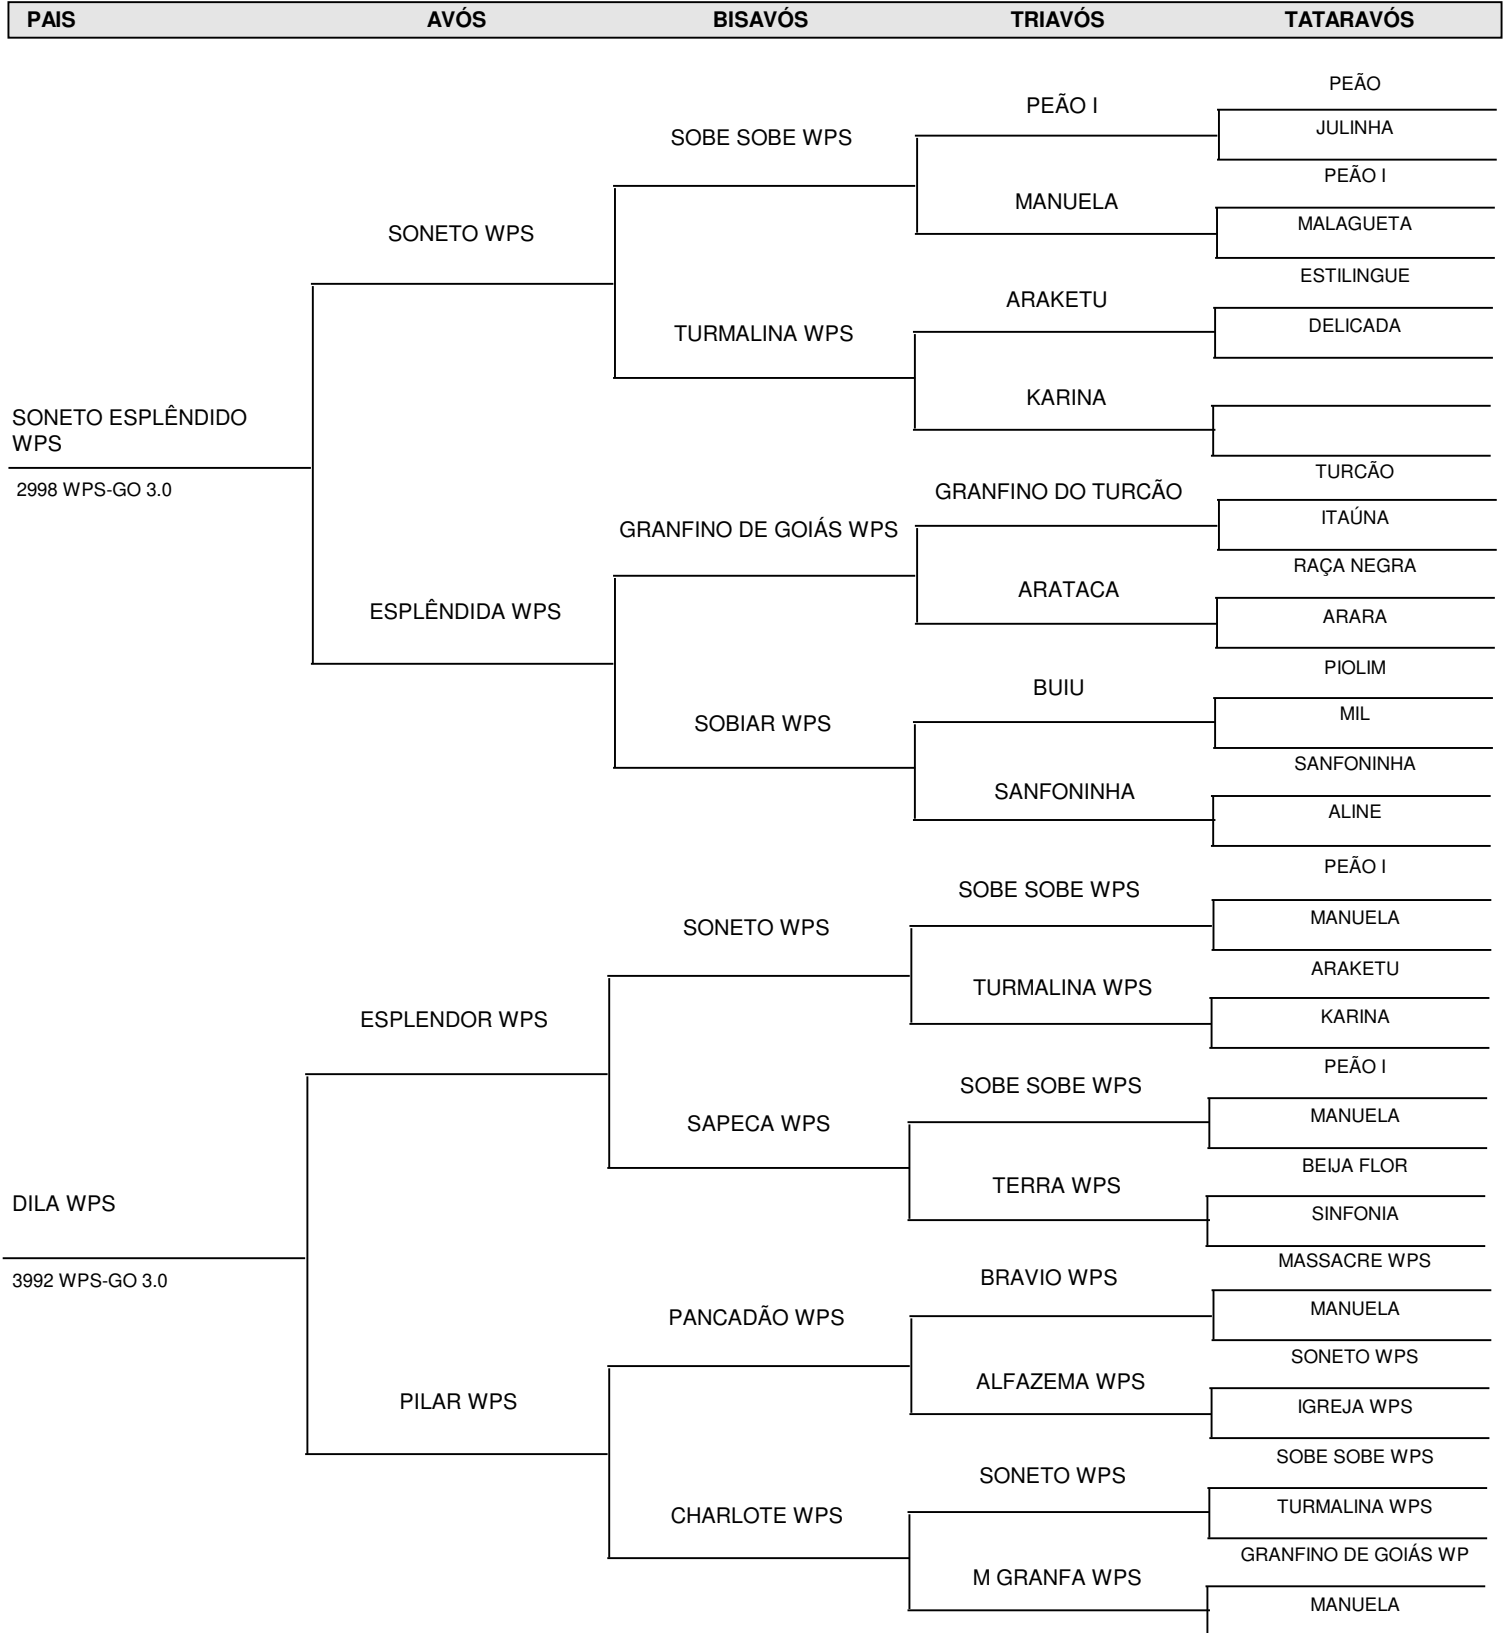 PAIS AVÓS BISAVÓS TRIAVÓS TATARAVÓS
PEÃO
PEÃO I
JULINHA
SOBE SOBE WPS
PEÃO I
MANUELA
MALAGUETA
SONETO WPS
ESTILINGUE
ARAKETU
DELICADA
TURMALINA WPS
KARINA
SONETO ESPLÊNDIDO
WPS
TURCÃO
2998 WPS-GO 3.0
GRANFINO DO TURCÃO
ITAÚNA
GRANFINO DE GOIÁS WPS
RAÇA NEGRA
ARATACA
ESPLÊNDIDA WPS
ARARA
PIOLIM
BUIU
MIL
SOBIAR WPS
SANFONINHA
SANFONINHA
ALINE
PEÃO I
SOBE SOBE WPS
MANUELA
SONETO WPS
ARAKETU
TURMALINA WPS
ESPLENDOR WPS
KARINA
PEÃO I
SOBE SOBE WPS
MANUELA
SAPECA WPS
BEIJA FLOR
TERRA WPS
DILA WPS
SINFONIA
MASSACRE WPS
3992 WPS-GO 3.0
BRAVIO WPS
MANUELA
PANCADÃO WPS
SONETO WPS
ALFAZEMA WPS
PILAR WPS
IGREJA WPS
SOBE SOBE WPS
SONETO WPS
TURMALINA WPS
CHARLOTE WPS
GRANFINO DE GOIÁS WP
M GRANFA WPS
MANUELA